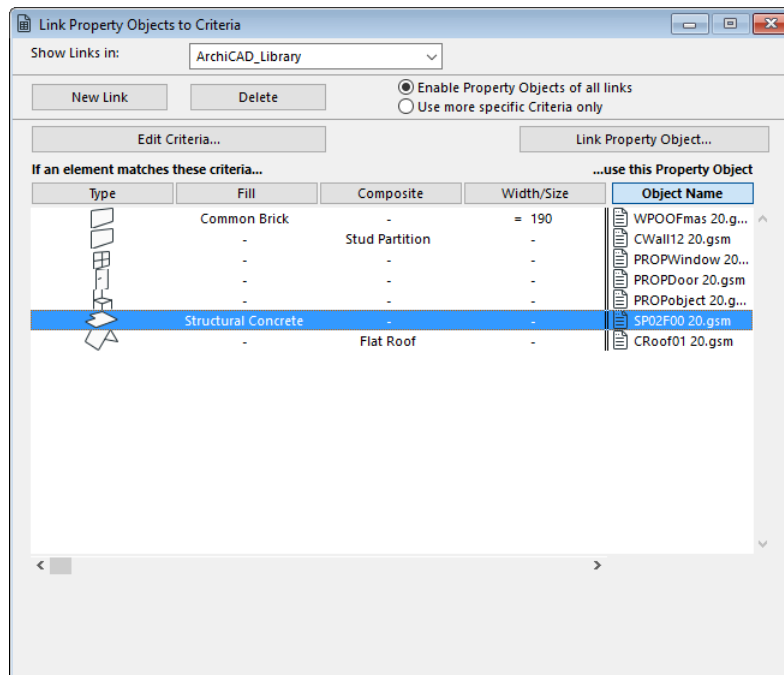 Link Property Objects to Criteria
Show Links in: ArchiCAD_Library
New Link Delete Enable Property Objects of all links
Use more specific Criteria only
Edit Criteria... Link Property Object...
If an element matches these criteria... ...use this Property Object
Type Fill Composite Width/Size Object Name
Common Brick - = 190 WPOOFmas 20.g...
- Stud Partition - CWall12 20.gsm
- - - PROPWindow 20...
- - - PROPDoor 20.gsm
- - - PROPobject 20.g...
Structural Concrete - - SP02F00 20.gsm
- Flat Roof - CRoof01 20.gsm